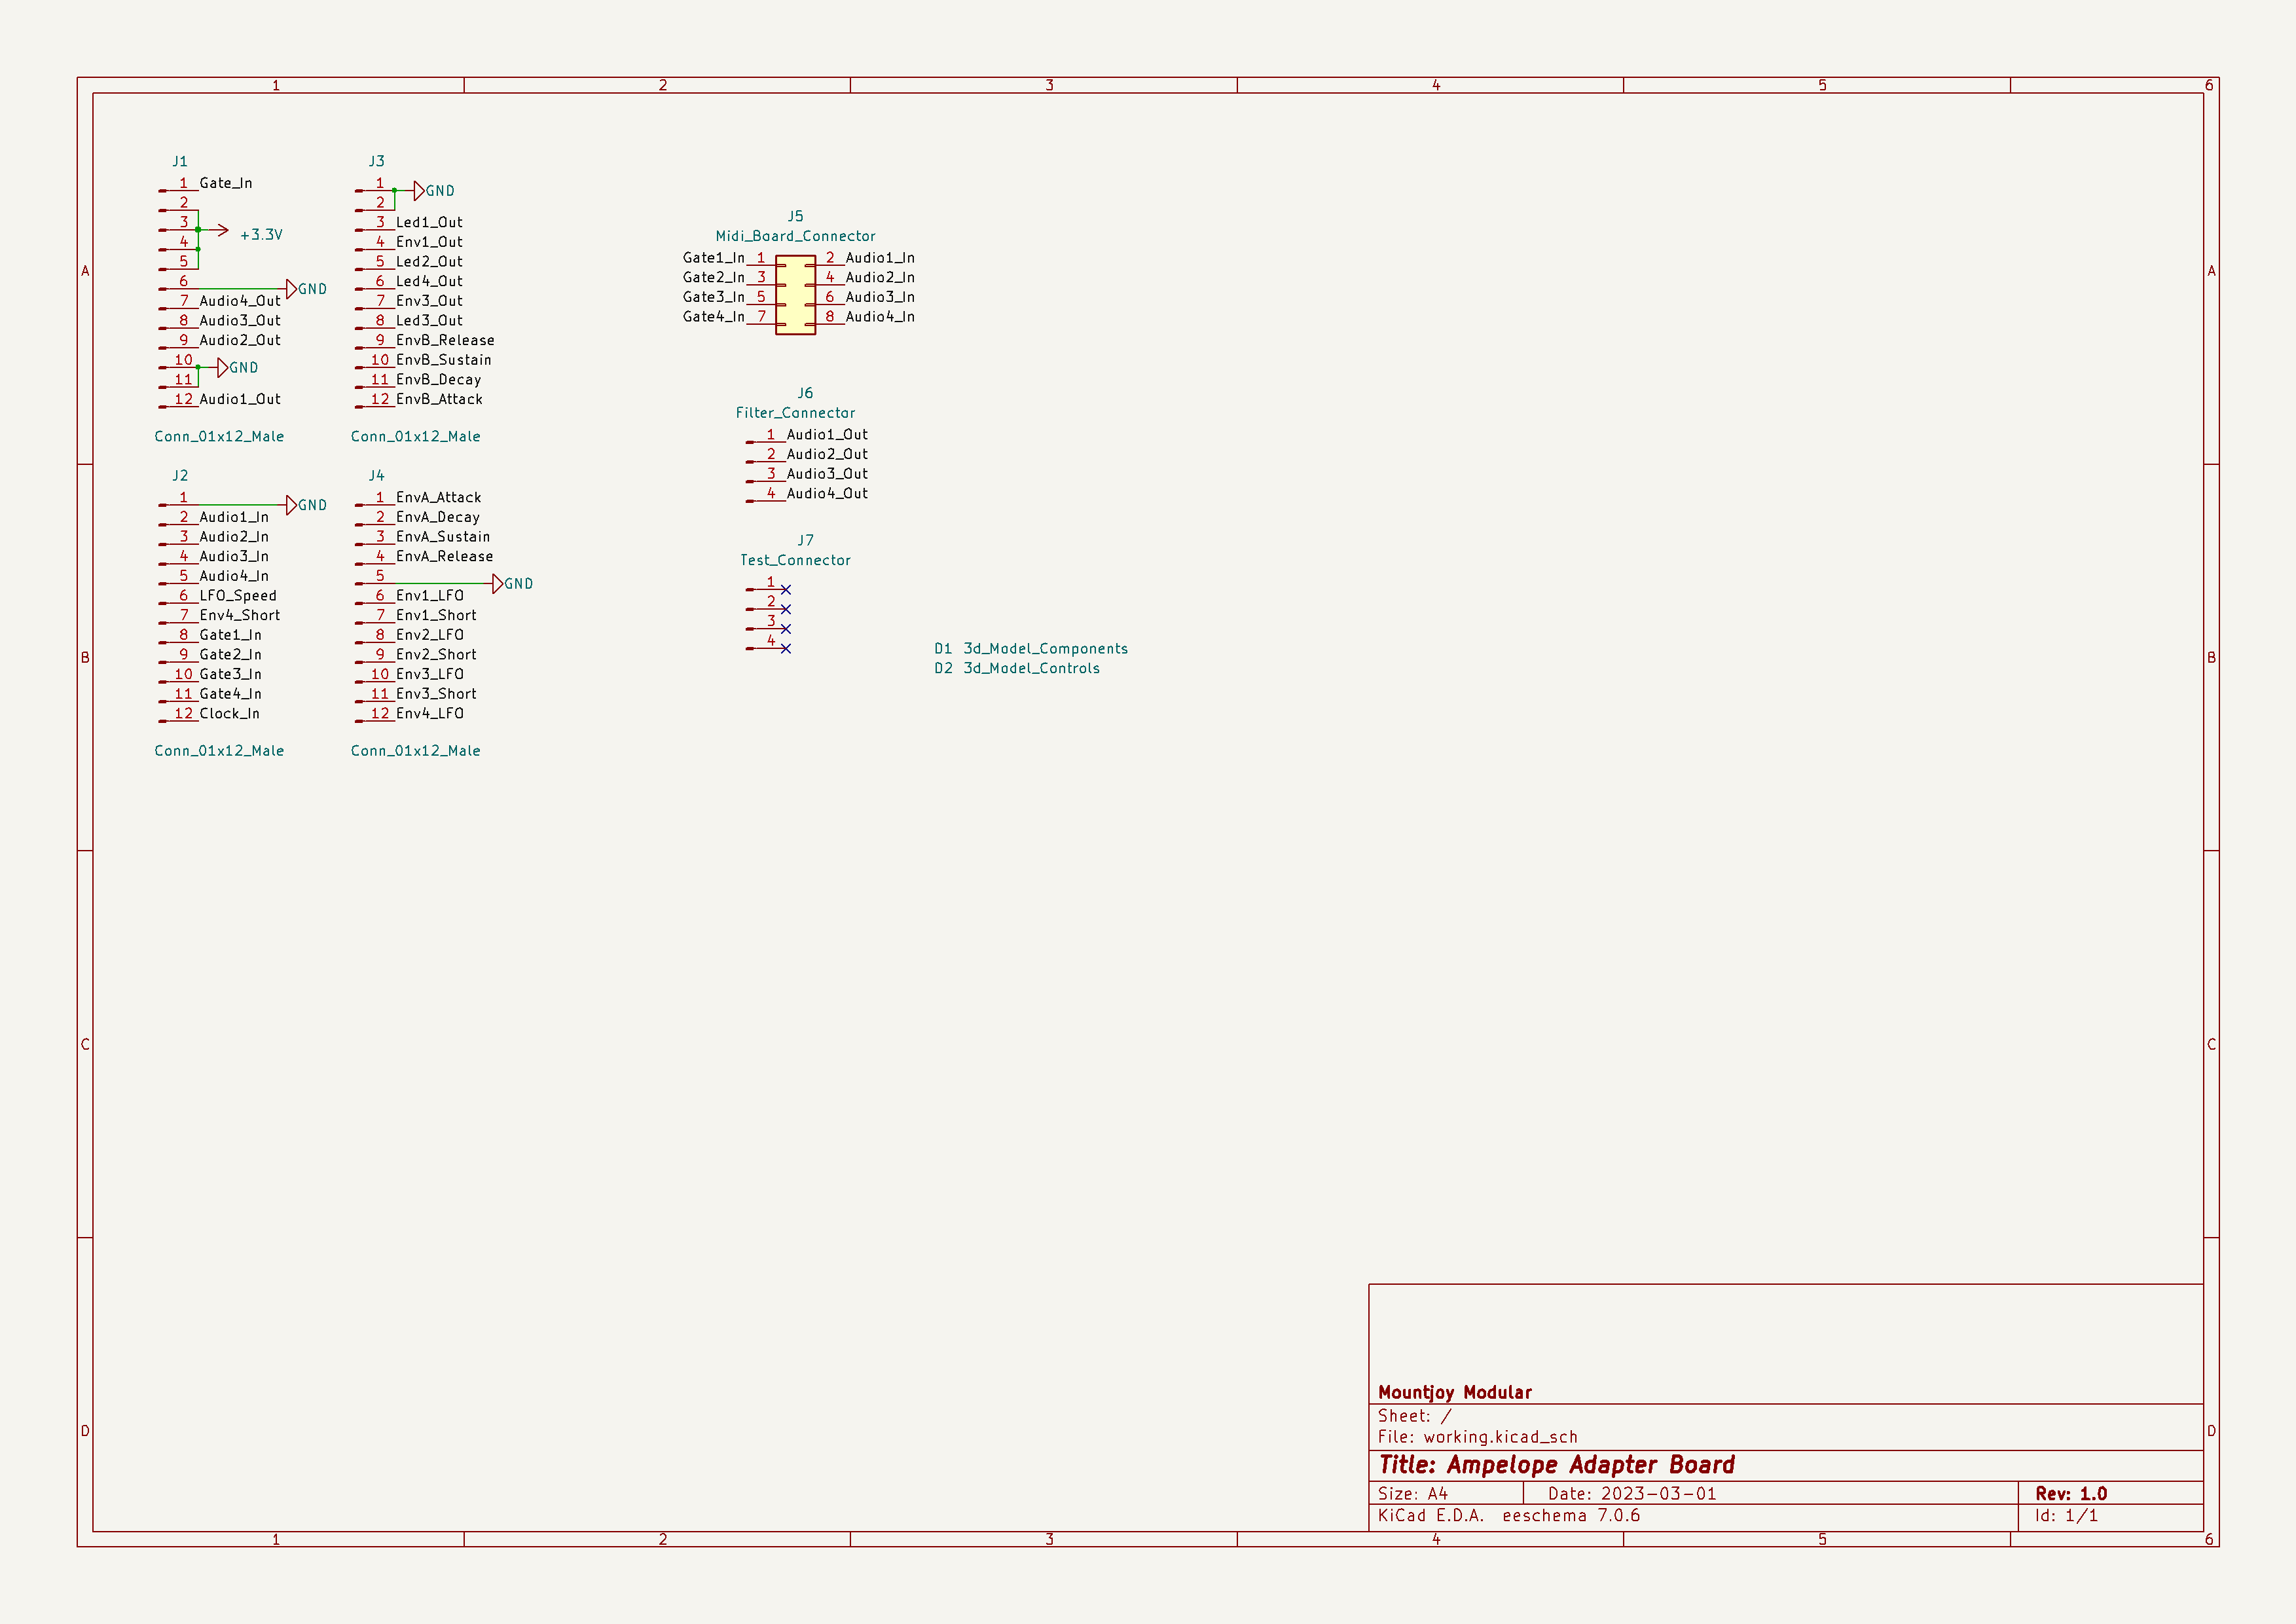 1 2 3 4 5 6
A A
B B
C C
D D
J1
1 Gate_In
2
3
+3.3V
4
5
6 GND
7 Audio4_Out
8 Audio3_Out
9 Audio2_Out
10 GND
11
12 Audio1_Out
Conn_01x12_Male
J3
1 GND
2
3 Led1_Out
4 Env1_Out
5 Led2_Out
6 Led4_Out
7 Env3_Out
8 Led3_Out
9 EnvB_Release
10 EnvB_Sustain
11 EnvB_Decay
12 EnvB_Attack
Conn_01x12_Male
J2
1 GND
2 Audio1_In
3 Audio2_In
4 Audio3_In
5 Audio4_In
6 LFO_Speed
7 Env4_Short
8 Gate1_In
9 Gate2_In
10 Gate3_In
11 Gate4_In
12 Clock_In
Conn_01x12_Male
J4
1 EnvA_Attack
2 EnvA_Decay
3 EnvA_Sustain
4 EnvA_Release
5 GND
6 Env1_LFO
7 Env1_Short
8 Env2_LFO
9 Env2_Short
10 Env3_LFO
11 Env3_Short
12 Env4_LFO
Conn_01x12_Male
J5
Midi_Board_Connector
Gate1_In 1 2 Audio1_In
Gate2_In 3 4 Audio2_In
Gate3_In 5 6 Audio3_In
Gate4_In 7 8 Audio4_In
J6
Filter_Connector
1 Audio1_Out
2 Audio2_Out
3 Audio3_Out
4 Audio4_Out
J7
Test_Connector
1
2
3
4
D1 3d_Model_Components
D2 3d_Model_Controls
Mountjoy Modular
Sheet: /
File: working.kicad_sch
Title: Ampelope Adapter Board
Size: A4 Date: 2023-03-01 Rev: 1.0
KiCad E.D.A. eeschema 7.0.6 Id: 1/1
1 2 3 4 5 6